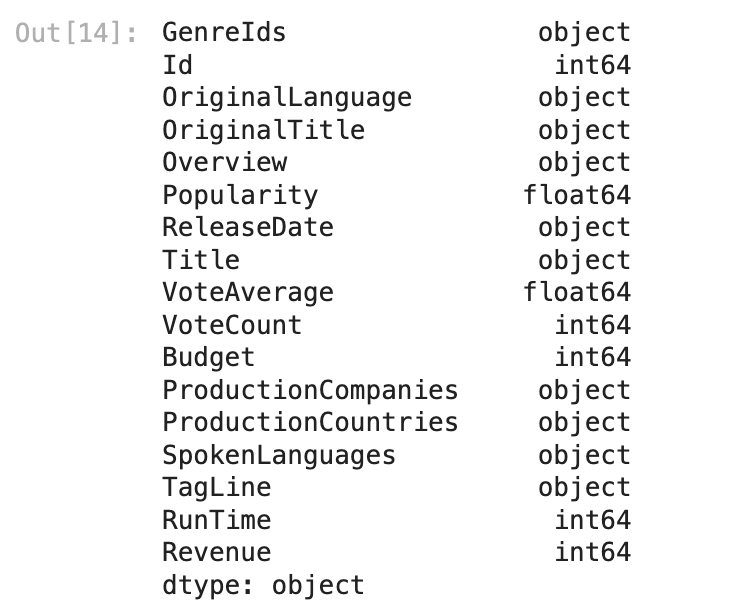 Out[14]: GenreIds object
Id int64
OriginalLanguage object
OriginalTitle object
Overview object
Popularity float64
ReleaseDate object
Title object
VoteAverage float64
VoteCount int64
Budget int64
ProductionCompanies object
ProductionCountries object
SpokenLanguages object
TagLine object
RunTime int64
Revenue int64
dtype: object